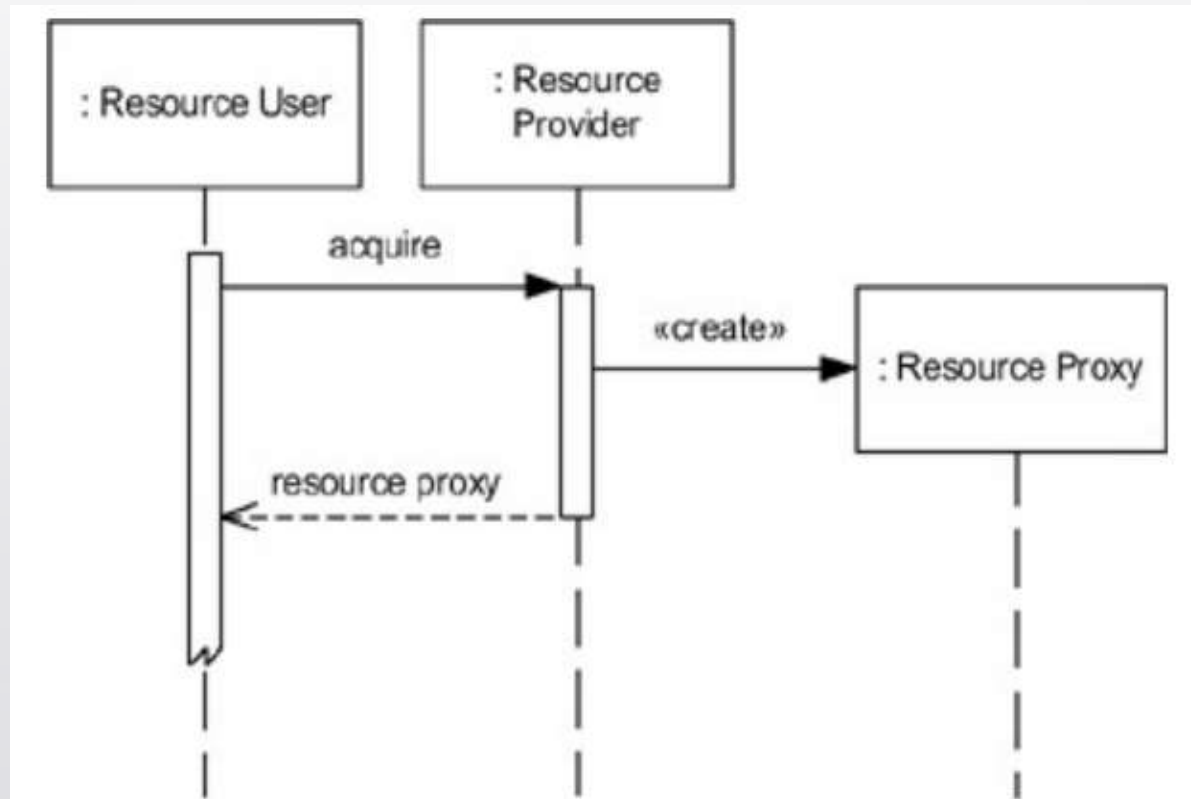 : Resource User
: Resource
Provider
acquire
«create»
: Resource Proxy
resource proxy